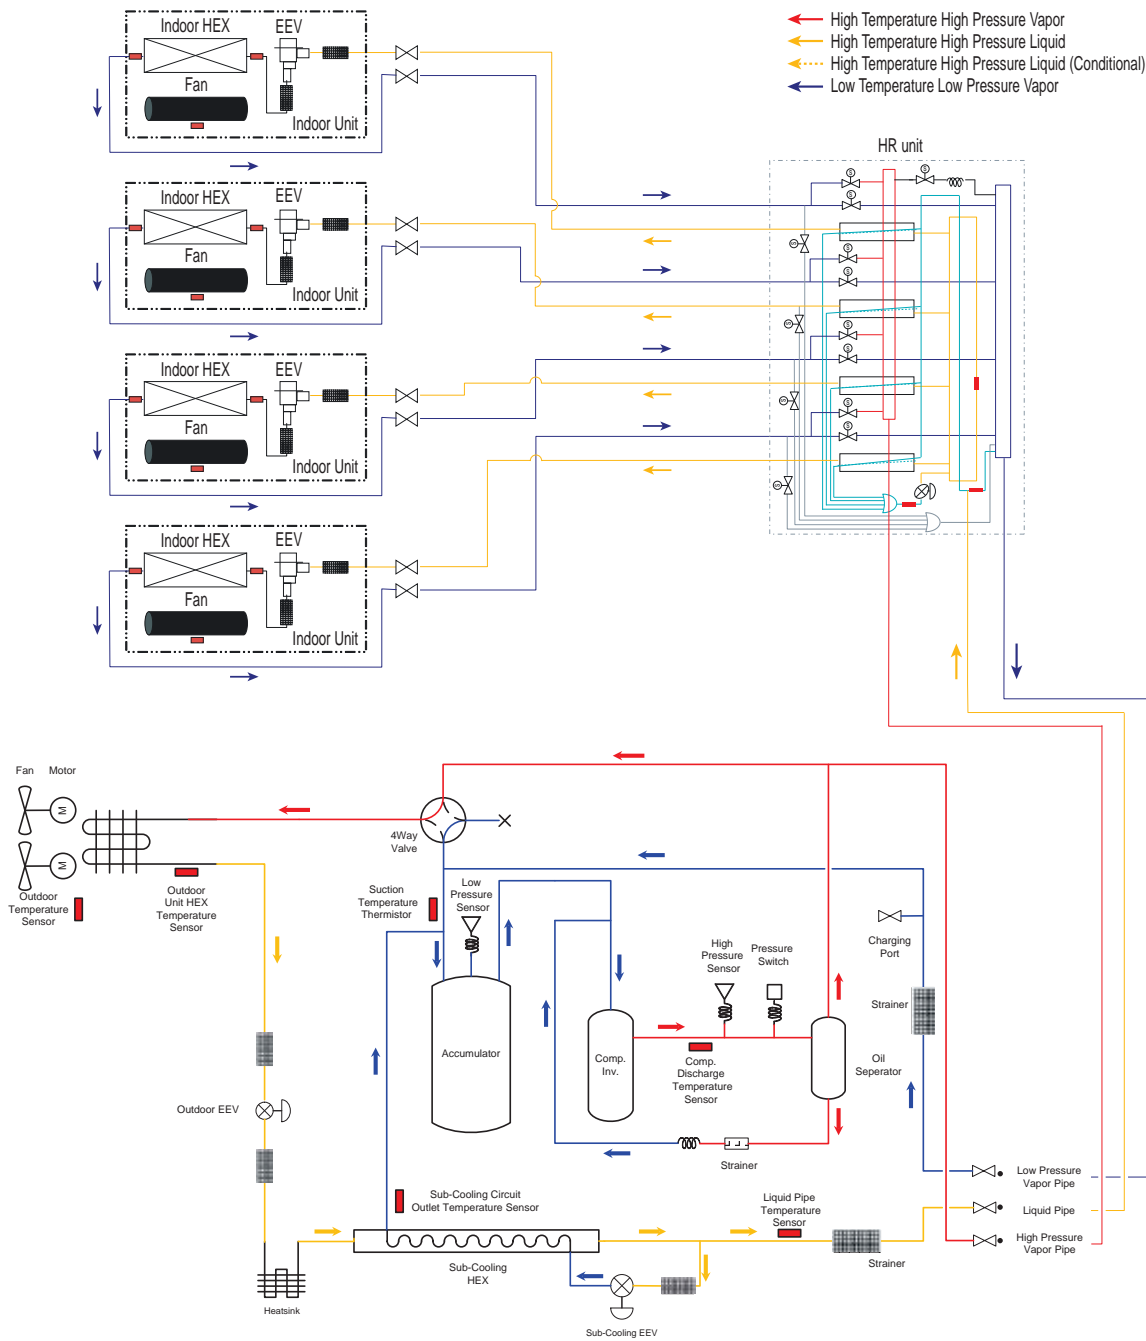 High Temperature High Pressure Vapor
High Temperature High Pressure Liquid
High Temperature High Pressure Liquid (Conditional)
Low Temperature Low Pressure Vapor
Indoor HEX
EEV
Fan
Indoor Unit
HR unit
S
S
S
S
Indoor HEX
EEV
Fan
Indoor Unit
S
S
S
Indoor HEX
EEV
Fan
Indoor Unit
S
S
S
Indoor HEX
EEV
Fan
Indoor Unit
S
S
S
Fan
Motor
M
M
4Way
Valve
Outdoor
Temperature
Sensor
Outdoor
Unit HEX
Temperature
Sensor
Suction
Temperature
Thermistor
Low
Pressure
Sensor
High
Pressure
Sensor
Pressure
Switch
Charging
Port
Strainer
Accumulator
Comp.
Inv.
Comp.
Discharge
Temperature
Sensor
Oil
Seperator
Outdoor EEV
Strainer
Low Pressure
Vapor Pipe
Sub-Cooling Circuit
Outlet Temperature Sensor
Liquid Pipe
Temperature
Sensor
Liquid Pipe
High Pressure
Vapor Pipe
Strainer
Sub-Cooling
HEX
Heatsink
Sub-Cooling EEV